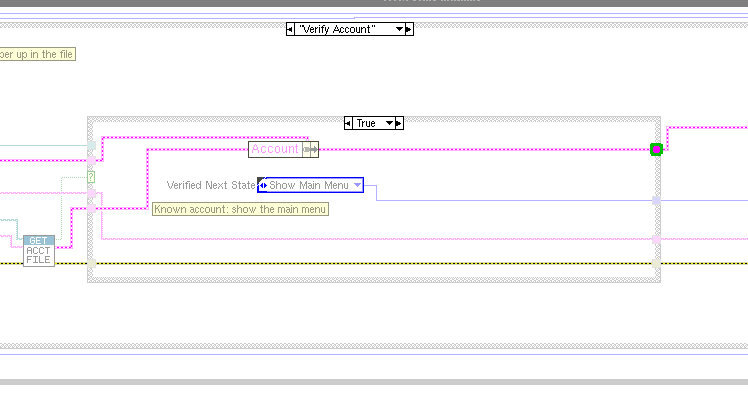 "Verify Account"
per up in the file
True
Account
Verified Next State
Show Main Menu
Known account: show the main menu
?
GET
ACCT
FILE